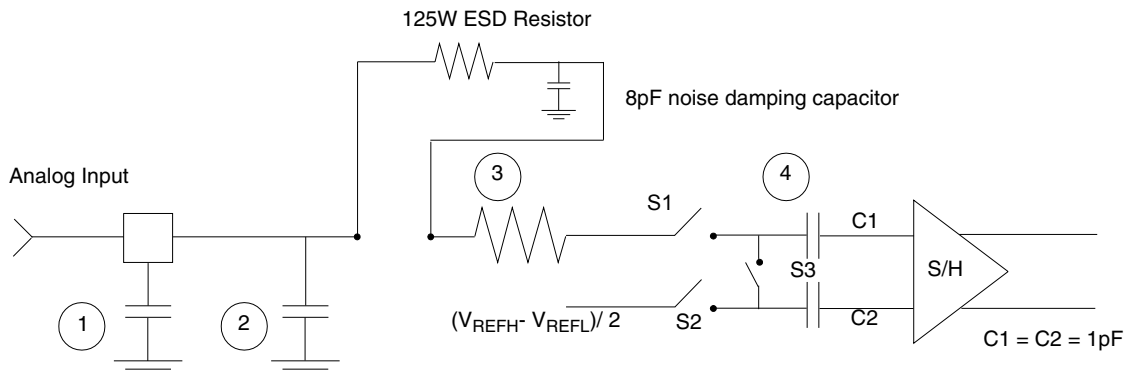 125W ESD Resistor
8pF noise damping capacitor
Analog Input
3
4
S1
C1
S/H
S3
1
2
(VREFH- VREFL)/ 2
S2
C2
C1 = C2 = 1pF